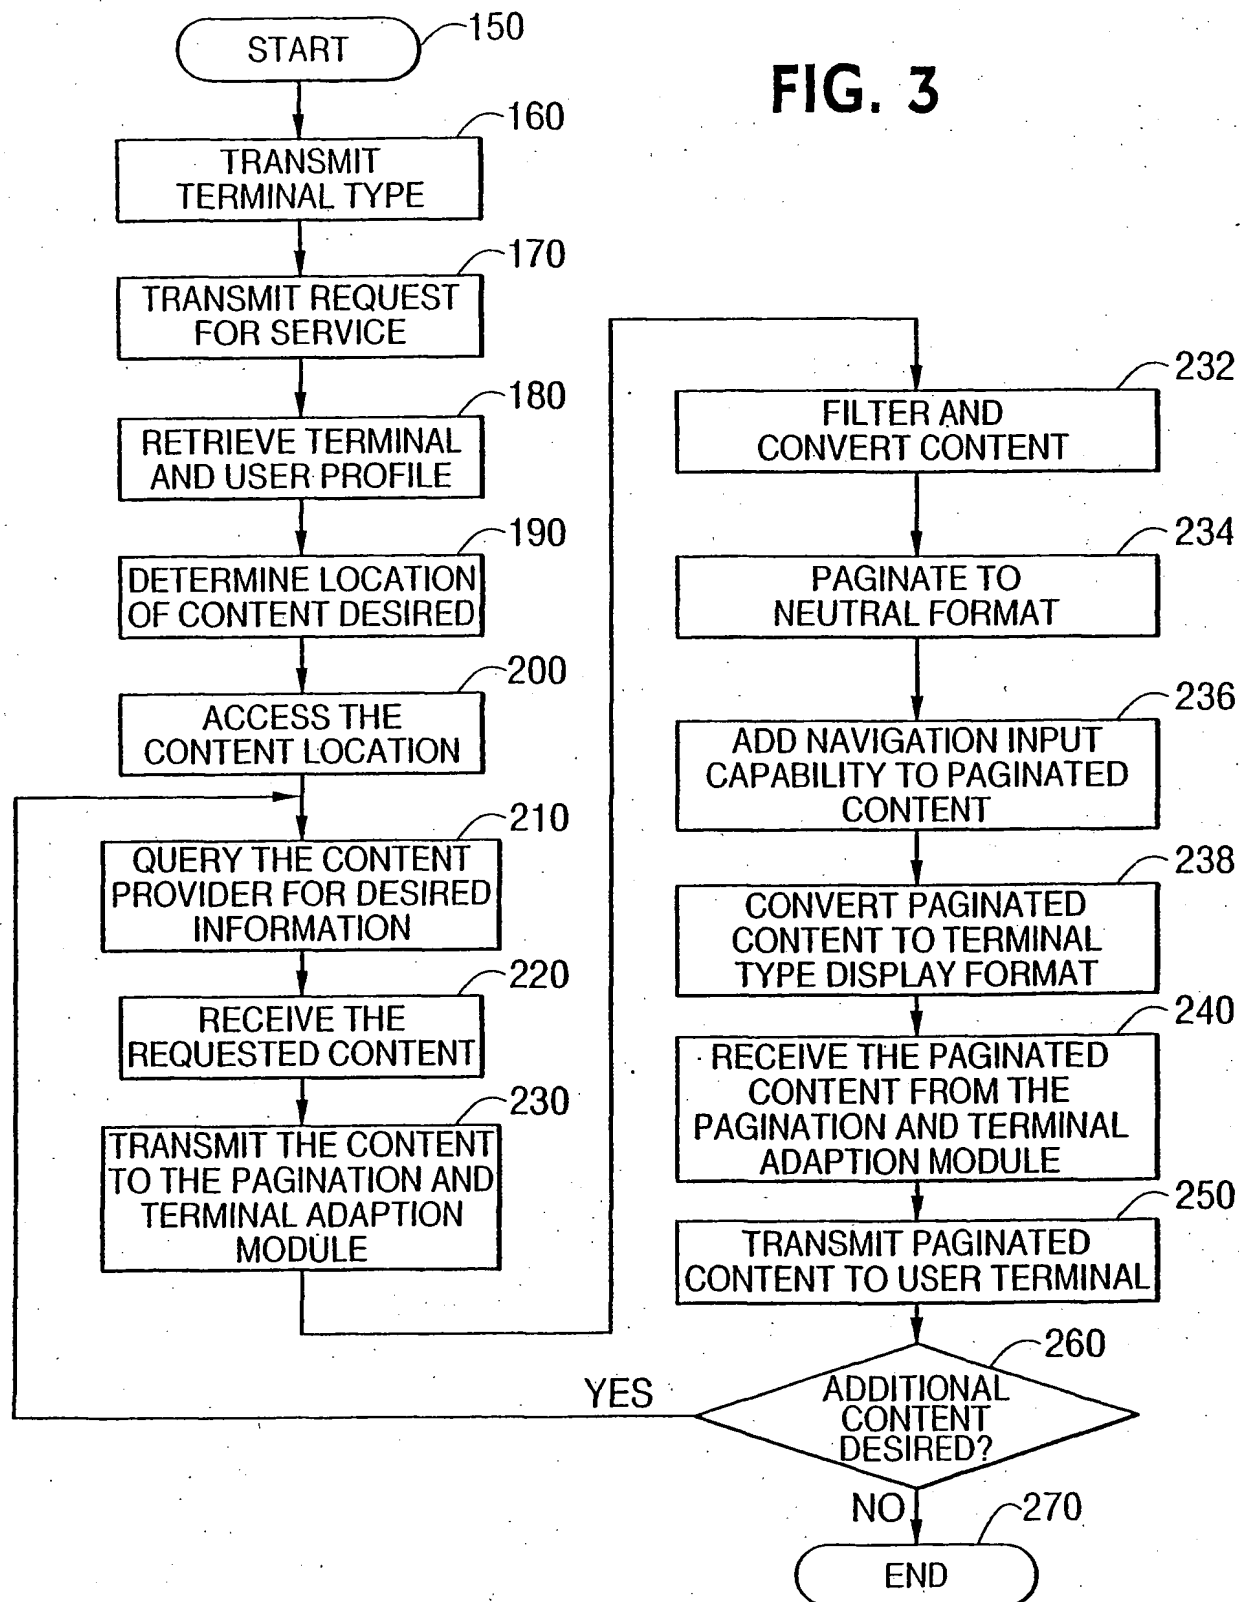 FIG. 3
START
150
160
TRANSMIT
TERMINAL TYPE
170
TRANSMIT REQUEST
FOR SERVICE
180
RETRIEVE TERMINAL
AND USER PROFILE
190
DETERMINE LOCATION
OF CONTENT DESIRED
200
ACCESS THE
CONTENT LOCATION
210
QUERY THE CONTENT
PROVIDER FOR DESIRED
INFORMATION
220
RECEIVE THE
REQUESTED CONTENT
230
TRANSMIT THE CONTENT
TO THE PAGINATION AND
TERMINAL ADAPTION
MODULE
232
FILTER AND
CONVERT CONTENT
234
PAGINATE TO
NEUTRAL FORMAT
236
ADD NAVIGATION INPUT
CAPABILITY TO PAGINATED
CONTENT
238
CONVERT PAGINATED
CONTENT TO TERMINAL
TYPE DISPLAY FORMAT
240
RECEIVE THE PAGINATED
CONTENT FROM THE
PAGINATION AND TERMINAL
ADAPTION MODULE
250
TRANSMIT PAGINATED
CONTENT TO USER TERMINAL
260
ADDITIONAL
CONTENT
DESIRED?
YES
NO
270
END